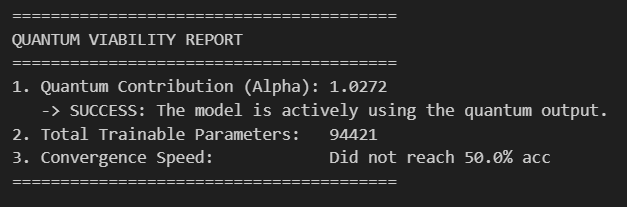 ========================================
QUANTUM VIABILITY REPORT
========================================
1. Quantum Contribution (Alpha): 1.0272
   -> SUCCESS: The model is actively using the quantum output.
2. Total Trainable Parameters:   94421
3. Convergence Speed:            Did not reach 50.0% acc
========================================